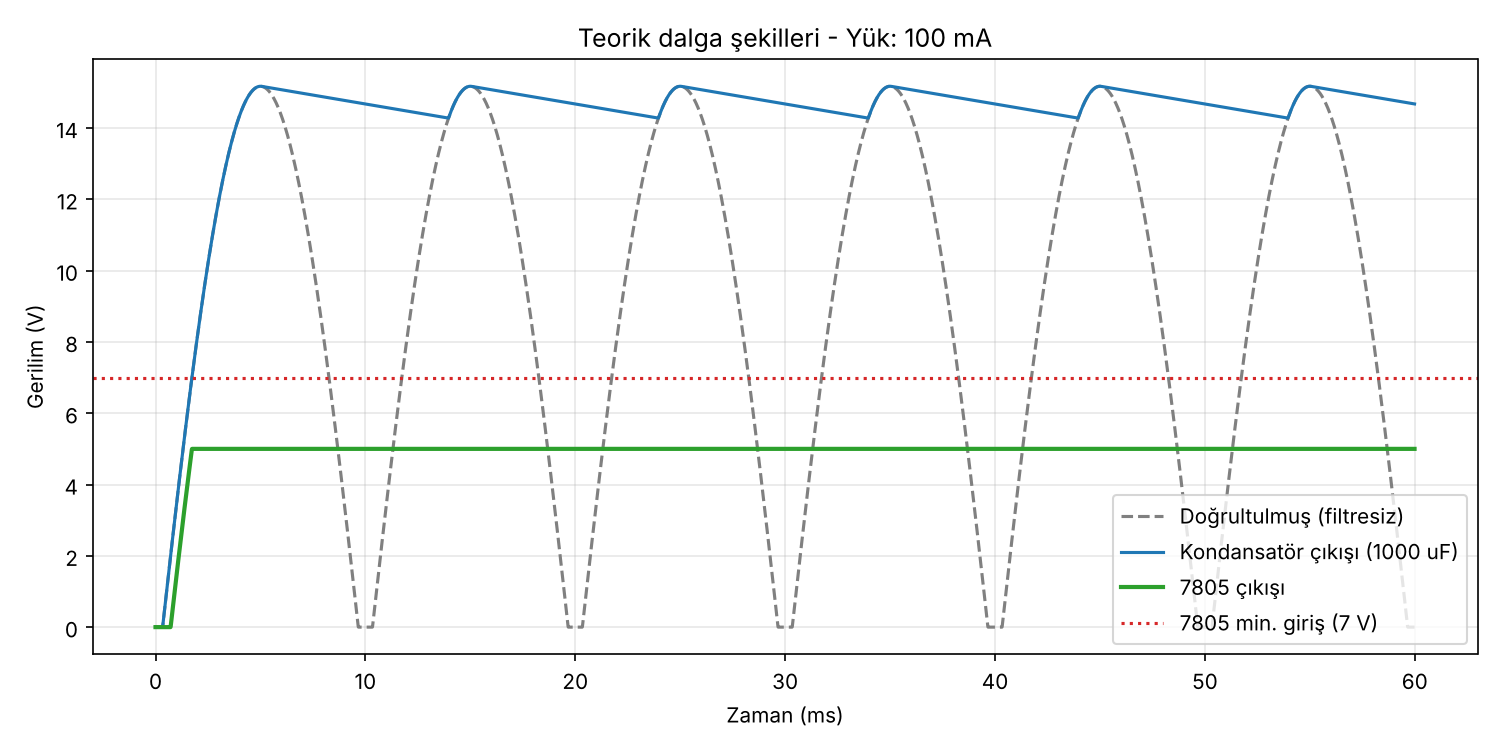 Teorik dalga şekilleri - Yük: 100 mA
Gerilim (V)
14
12
10
8
6
4
2
0
Doğrultulmuş (filtresiz)
Kondansatör çıkışı (1000 uF)
7805 çıkışı
7805 min. giriş (7 V)
0 10 20 30 40 50 60
Zaman (ms)